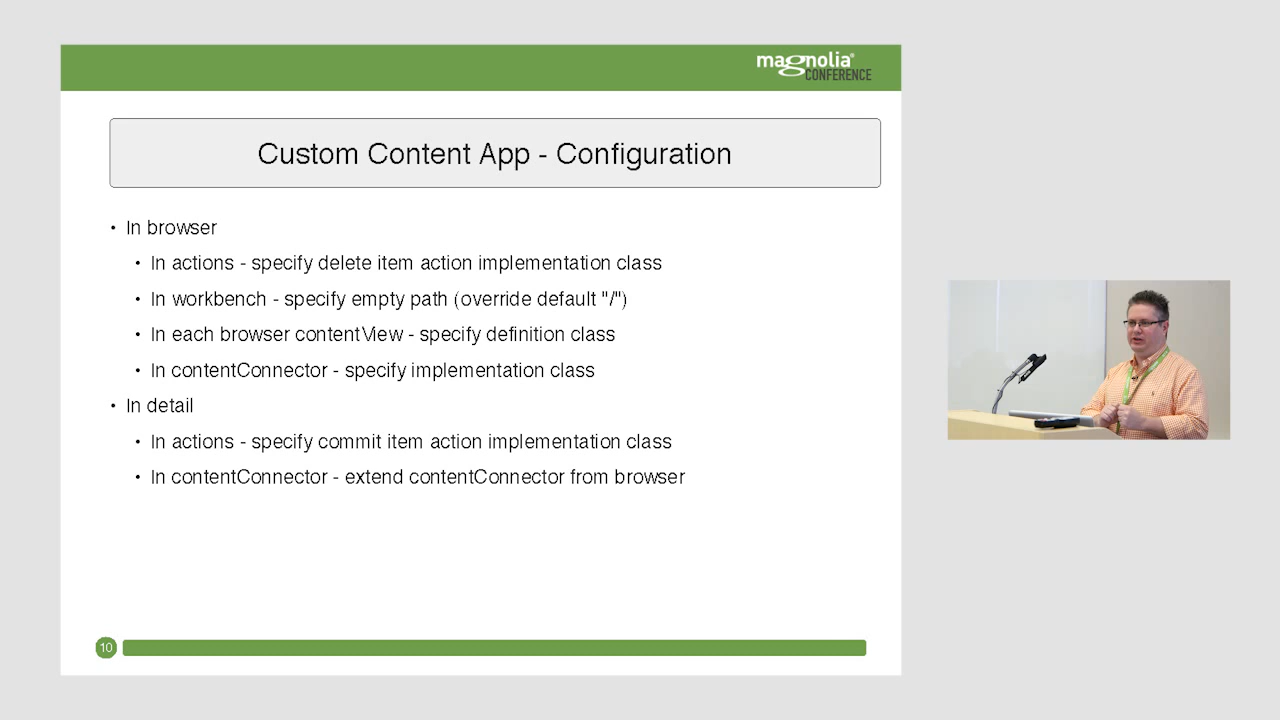 magnolia®
CONFERENCE
Custom Content App - Configuration
• In browser
• In actions - specify delete item action implementation class
• In workbench - specify empty path (override default "/")
• In each browser contentView - specify definition class
• In contentConnector - specify implementation class
• In detail
• In actions - specify commit item action implementation class
• In contentConnector - extend contentConnector from browser
10